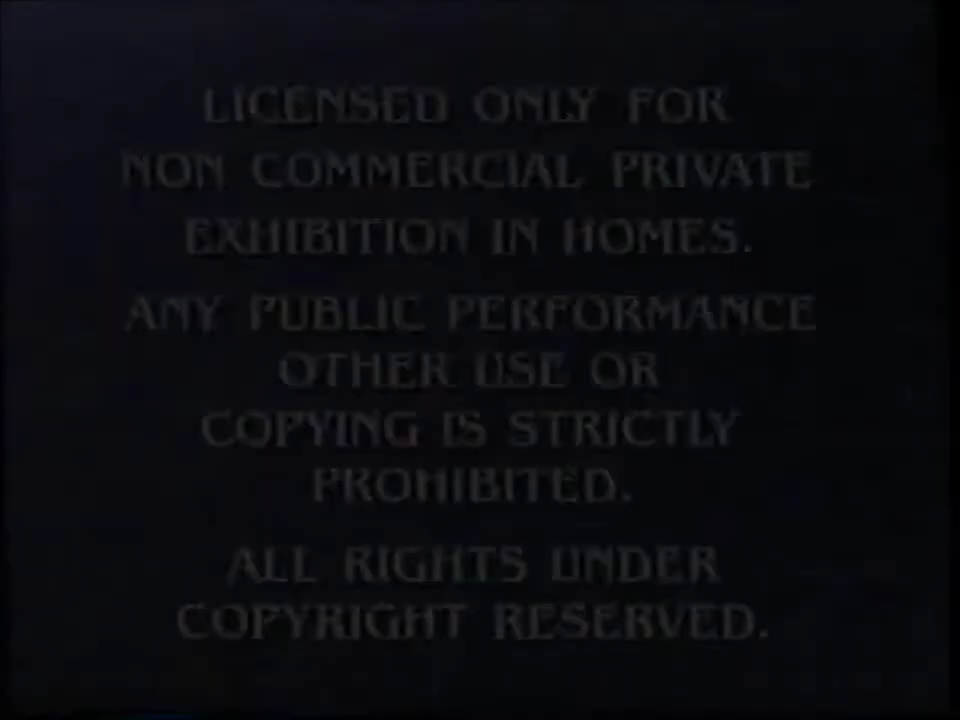 LICENSED ONLY FOR
NON COMMERCIAL PRIVATE
EXHIBITION IN HOMES.
ANY PUBLIC PERFORMANCE
OTHER USE OR
COPYING IS STRICTLY
PROHIBITED.
ALL RIGHTS UNDER
COPYRIGHT RESERVED.